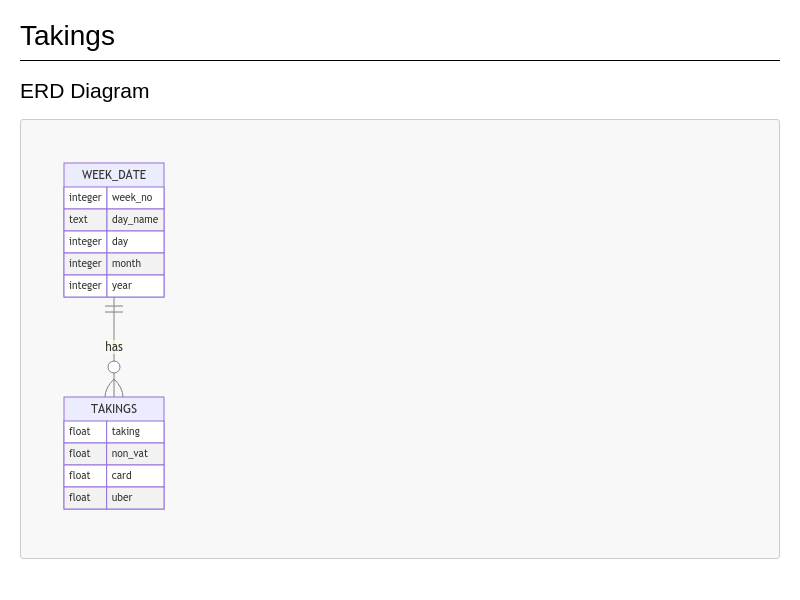 Takings
ERD Diagram
WEEK_DATE
integer week_no
text day_name
integer day
integer month
integer year
has
TAKINGS
float taking
float non_vat
float card
float uber